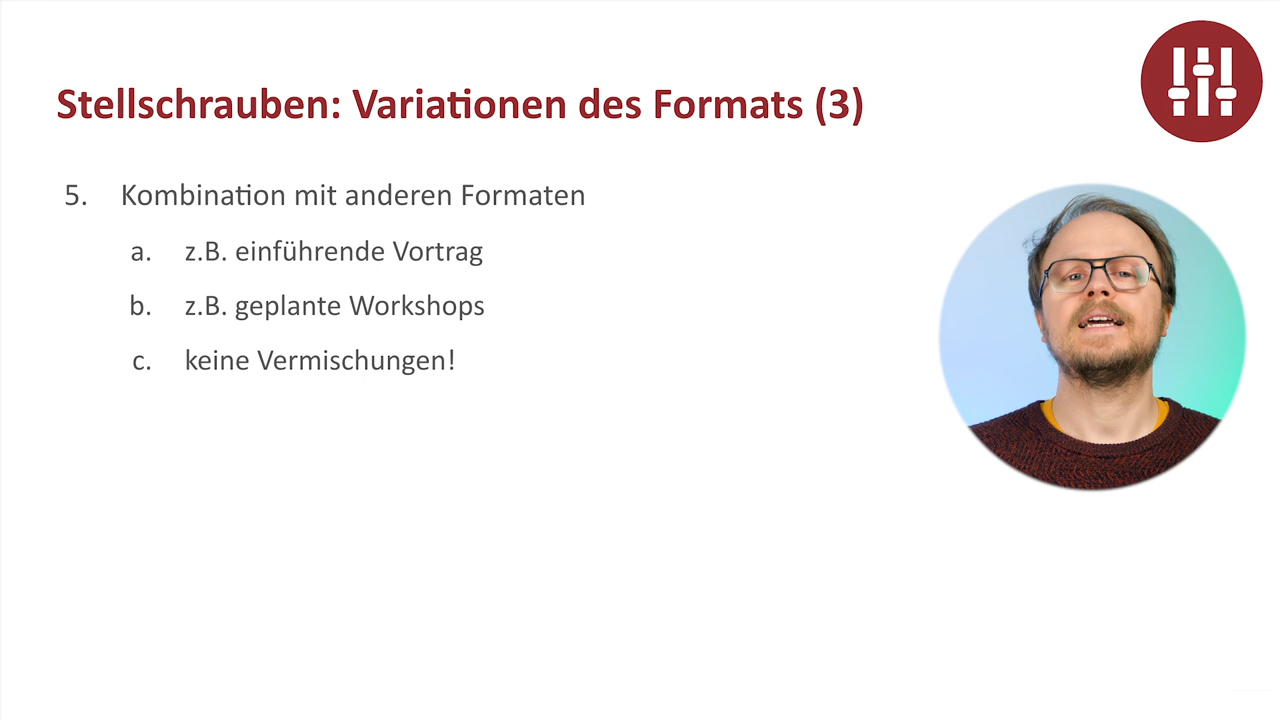 Stellschrauben: Variationen des Formats (3)
5. Kombination mit anderen Formaten
a. z.B. einführende Vortrag
b. z.B. geplante Workshops
c. keine Vermischungen!